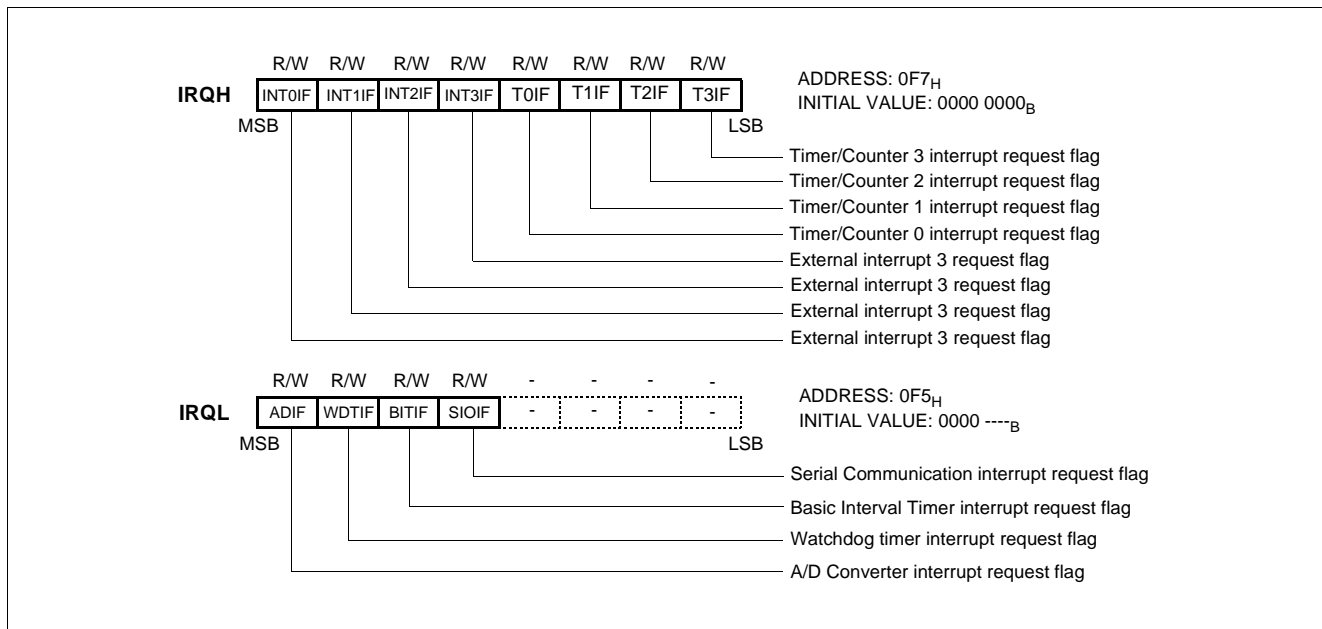 R/W R/W R/W R/W R/W R/W R/W R/W
IRQH INT0IF INT1IF INT2IF INT3IF T0IF T1IF T2IF T3IF
ADDRESS: 0F7H
INITIAL VALUE: 0000 0000B
MSB LSB
Timer/Counter 3 interrupt request flag
Timer/Counter 2 interrupt request flag
Timer/Counter 1 interrupt request flag
Timer/Counter 0 interrupt request flag
External interrupt 3 request flag
External interrupt 3 request flag
External interrupt 3 request flag
External interrupt 3 request flag
R/W R/W R/W R/W - - - -
IRQL ADIF WDTIF BITIF SIOIF - - - -
ADDRESS: 0F5H
INITIAL VALUE: 0000 ----B
MSB LSB
Serial Communication interrupt request flag
Basic Interval Timer interrupt request flag
Watchdog timer interrupt request flag
A/D Converter interrupt request flag